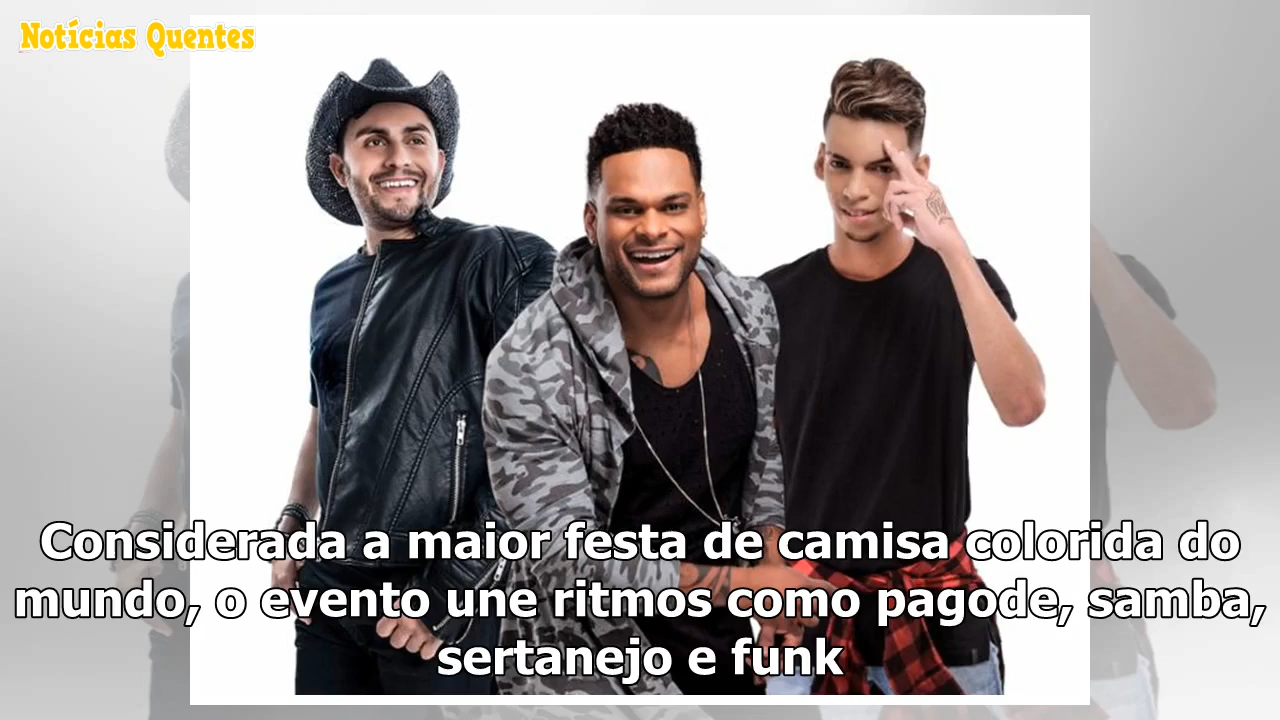 Notícias Quentes
Considerada a maior festa de camisa colorida do
mundo, o evento une ritmos como pagode, samba,
sertanejo e funk